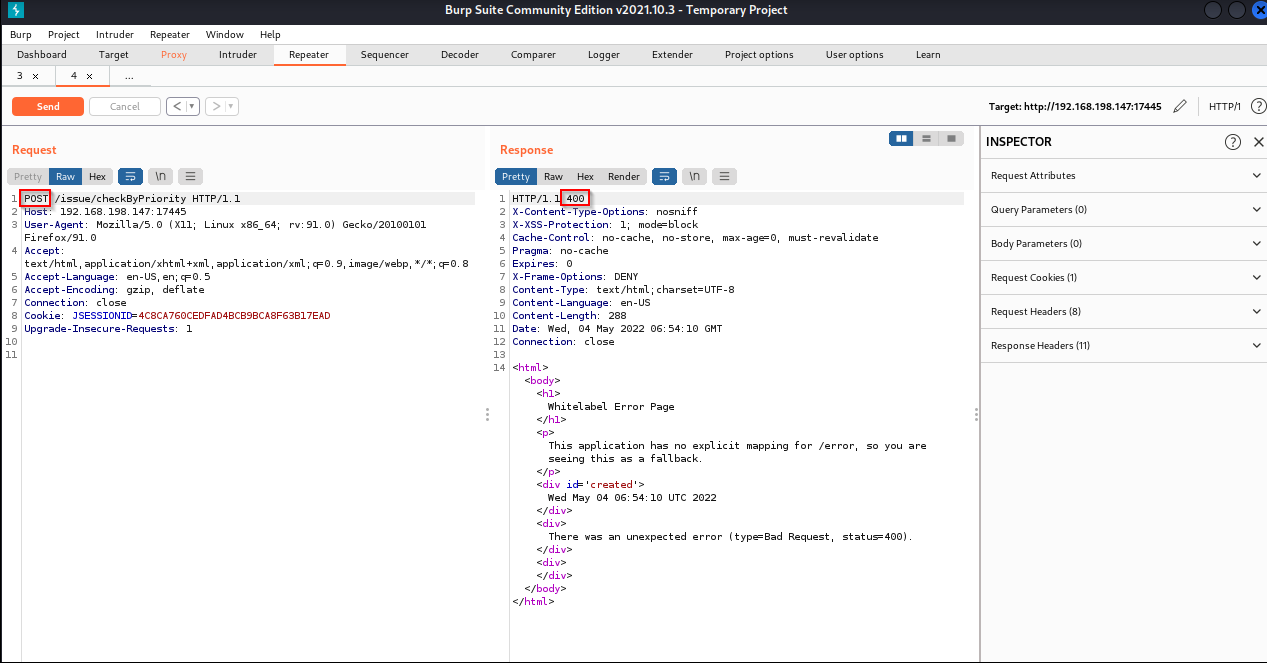 Burp Suite Community Edition v2021.10.3 - Temporary Project
Burp Project Intruder Repeater Window Help
Dashboard Target Proxy Intruder Repeater Sequencer Decoder Comparer Logger Extender Project options User options Learn
3 × 4 × ...
Send Cancel < > Target: http://192.168.198.147:17445 HTTP/1 ?
Request
Pretty Raw Hex \n
1 POST /issue/checkByPriority HTTP/1.1
2 Host: 192.168.198.147:17445
3 User-Agent: Mozilla/5.0 (X11; Linux x86_64; rv:91.0) Gecko/20100101
Firefox/91.0
4 Accept:
text/html,application/xhtml+xml,application/xml;q=0.9,image/webp,*/*;q=0.8
5 Accept-Language: en-US,en;q=0.5
6 Accept-Encoding: gzip, deflate
7 Connection: close
8 Cookie: JSESSIONID=4C8CA760CEDFAD4BCB9BCA8F63B17EAD
9 Upgrade-Insecure-Requests: 1
10
11
Response
Pretty Raw Hex Render \n
1 HTTP/1.1 400
2 X-Content-Type-Options: nosniff
3 X-XSS-Protection: 1; mode=block
4 Cache-Control: no-cache, no-store, max-age=0, must-revalidate
5 Pragma: no-cache
6 Expires: 0
7 X-Frame-Options: DENY
8 Content-Type: text/html;charset=UTF-8
9 Content-Language: en-US
10 Content-Length: 288
11 Date: Wed, 04 May 2022 06:54:10 GMT
12 Connection: close
13
14 <html>
<body>
<h1>
Whitelabel Error Page
</h1>
<p>
This application has no explicit mapping for /error, so you are
seeing this as a fallback.
</p>
<div id='created'>
Wed May 04 06:54:10 UTC 2022
</div>
<div>
There was an unexpected error (type=Bad Request, status=400).
</div>
<div>
</div>
</body>
</html>
INSPECTOR ? ×
Request Attributes
Query Parameters (0)
Body Parameters (0)
Request Cookies (1)
Request Headers (8)
Response Headers (11)